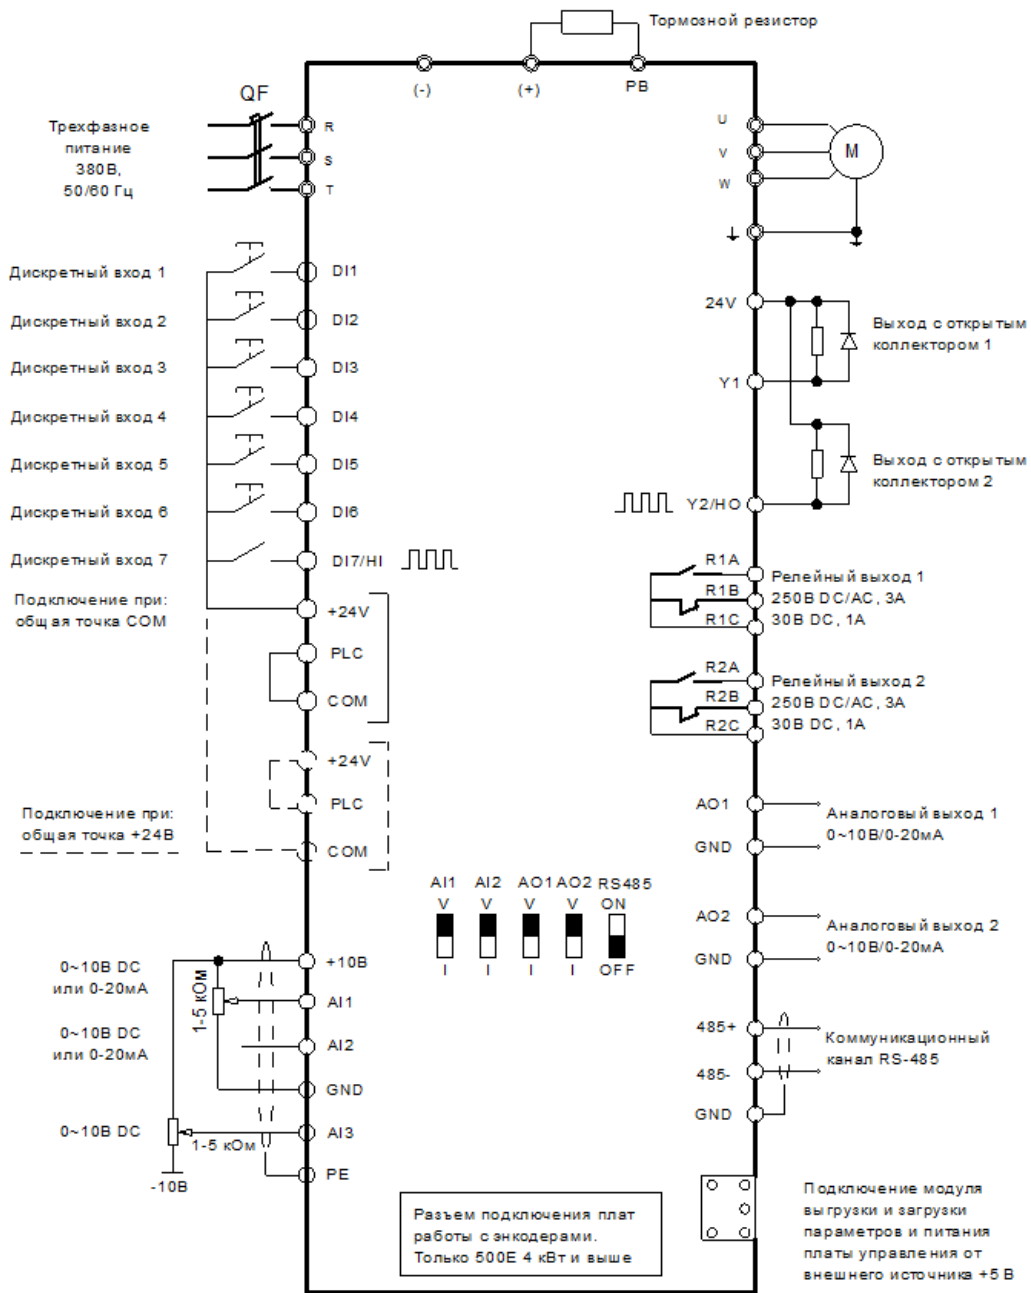 Тормозной резистор
(-)
(+)
PB
QF
Трехфазное
питание
380В,
50/60 Гц
R
S
T
U
V
W
M
Дискретный вход 1
DI1
Дискретный вход 2
DI2
Дискретный вход 3
DI3
Дискретный вход 4
DI4
Дискретный вход 5
DI5
Дискретный вход 6
DI6
Дискретный вход 7
DI7/HI
Подключение при:
общая точка COM
+24V
PLC
COM
+24V
PLC
COM
Подключение при:
общая точка +24В
24V
Y1
Выход с открытым
коллектором 1
Y2/HO
Выход с открытым
коллектором 2
R1A
R1B
R1C
Релейный выход 1
250В DC/AC, 3А
30В DC, 1А
R2A
R2B
R2C
Релейный выход 2
250В DC/AC, 3А
30В DC, 1А
AO1
GND
Аналоговый выход 1
0~10В/0-20мА
AO2
GND
Аналоговый выход 2
0~10В/0-20мА
AI1 AI2 AO1 AO2 RS485
V V V V ON
I I I I OFF
0~10В DC
или 0-20мА
0~10В DC
или 0-20мА
0~10В DC
1-5 кОм
1-5 кОм
-10В
+10В
AI1
AI2
GND
AI3
PE
485+
485-
GND
Коммуникационный
канал RS-485
Разъем подключения плат
работы с энкодерами.
Только 500Е 4 кВт и выше
Подключение модуля
выгрузки и загрузки
параметров и питания
платы управления от
внешнего источника +5 В